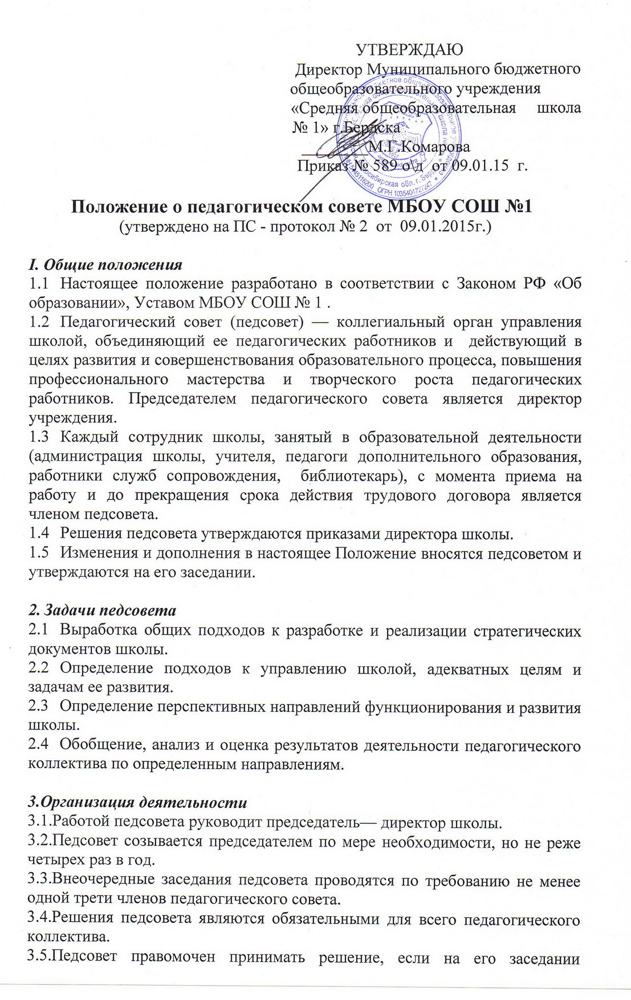 УТВЕРЖДАЮ
Директор Муниципального бюджетного
общеобразовательного учреждения
«Средняя общеобразовательная школа
№ 1» г.Бердска
________М.Г.Комарова
Приказ № 589 о\д от 09.01.15 г.
Положение о педагогическом совете МБОУ СОШ №1
(утверждено на ПС - протокол № 2 от 09.01.2015г.)
I. Общие положения
1.1 Настоящее положение разработано в соответствии с Законом РФ «Об
образовании», Уставом МБОУ СОШ № 1 .
1.2 Педагогический совет (педсовет) — коллегиальный орган управления
школой, объединяющий ее педагогических работников и действующий в
целях развития и совершенствования образовательного процесса, повышения
профессионального мастерства и творческого роста педагогических
работников. Председателем педагогического совета является директор
учреждения.
1.3 Каждый сотрудник школы, занятый в образовательной деятельности
(администрация школы, учителя, педагоги дополнительного образования,
работники служб сопровождения, библиотекарь), с момента приема на
работу и до прекращения срока действия трудового договора является
членом педсовета.
1.4 Решения педсовета утверждаются приказами директора школы.
1.5 Изменения и дополнения в настоящее Положение вносятся педсоветом и
утверждаются на его заседании.
2. Задачи педсовета
2.1 Выработка общих подходов к разработке и реализации стратегических
документов школы.
2.2 Определение подходов к управлению школой, адекватных целям и
задачам ее развития.
2.3 Определение перспективных направлений функционирования и развития
школы.
2.4 Обобщение, анализ и оценка результатов деятельности педагогического
коллектива по определенным направлениям.
3.Организация деятельности
3.1.Работой педсовета руководит председатель— директор школы.
3.2.Педсовет созывается председателем по мере необходимости, но не реже
четырех раз в год.
3.3.Внеочередные заседания педсовета проводятся по требованию не менее
одной трети членов педагогического совета.
3.4.Решения педсовета являются обязательными для всего педагогического
коллектива.
3.5.Педсовет правомочен принимать решение, если на его заседании